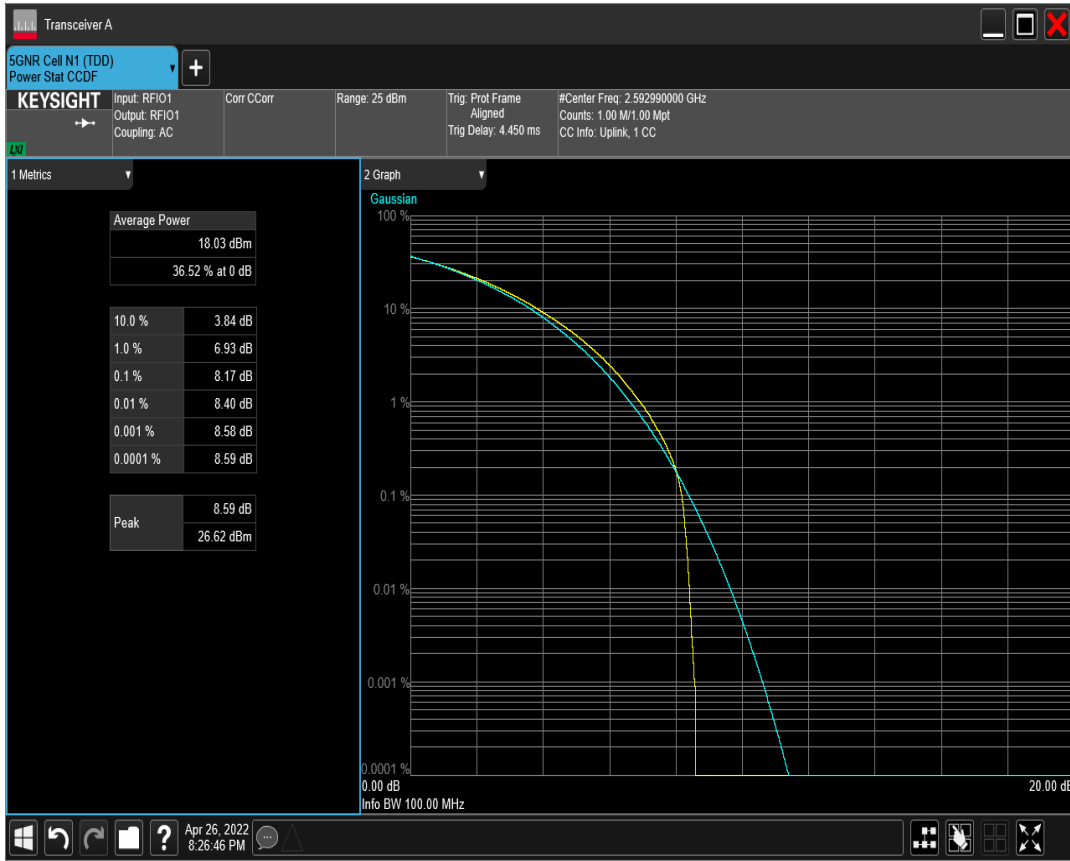 Transceiver A
5GNR Cell N1 (TDD)
Power Stat CCDF
KEYSIGHT
LXI
Input: RFIO1
Output: RFIO1
Coupling: AC
Corr CCorr
Range: 25 dBm
Trig: Prot Frame
Aligned
Trig Delay: 4.450 ms
#Center Freq: 2.592990000 GHz
Counts: 1.00 M/1.00 Mpt
CC Info: Uplink, 1 CC
1 Metrics
Average Power
18.03 dBm
36.52 % at 0 dB
10.0 % 3.84 dB
1.0 % 6.93 dB
0.1 % 8.17 dB
0.01 % 8.40 dB
0.001 % 8.58 dB
0.0001 % 8.59 dB
Peak 8.59 dB
26.62 dBm
2 Graph
Gaussian
100 %
10 %
1 %
0.1 %
0.01 %
0.001 %
0.0001 %
0.00 dB 20.00 dB
Info BW 100.00 MHz
Apr 26, 2022
8:26:46 PM